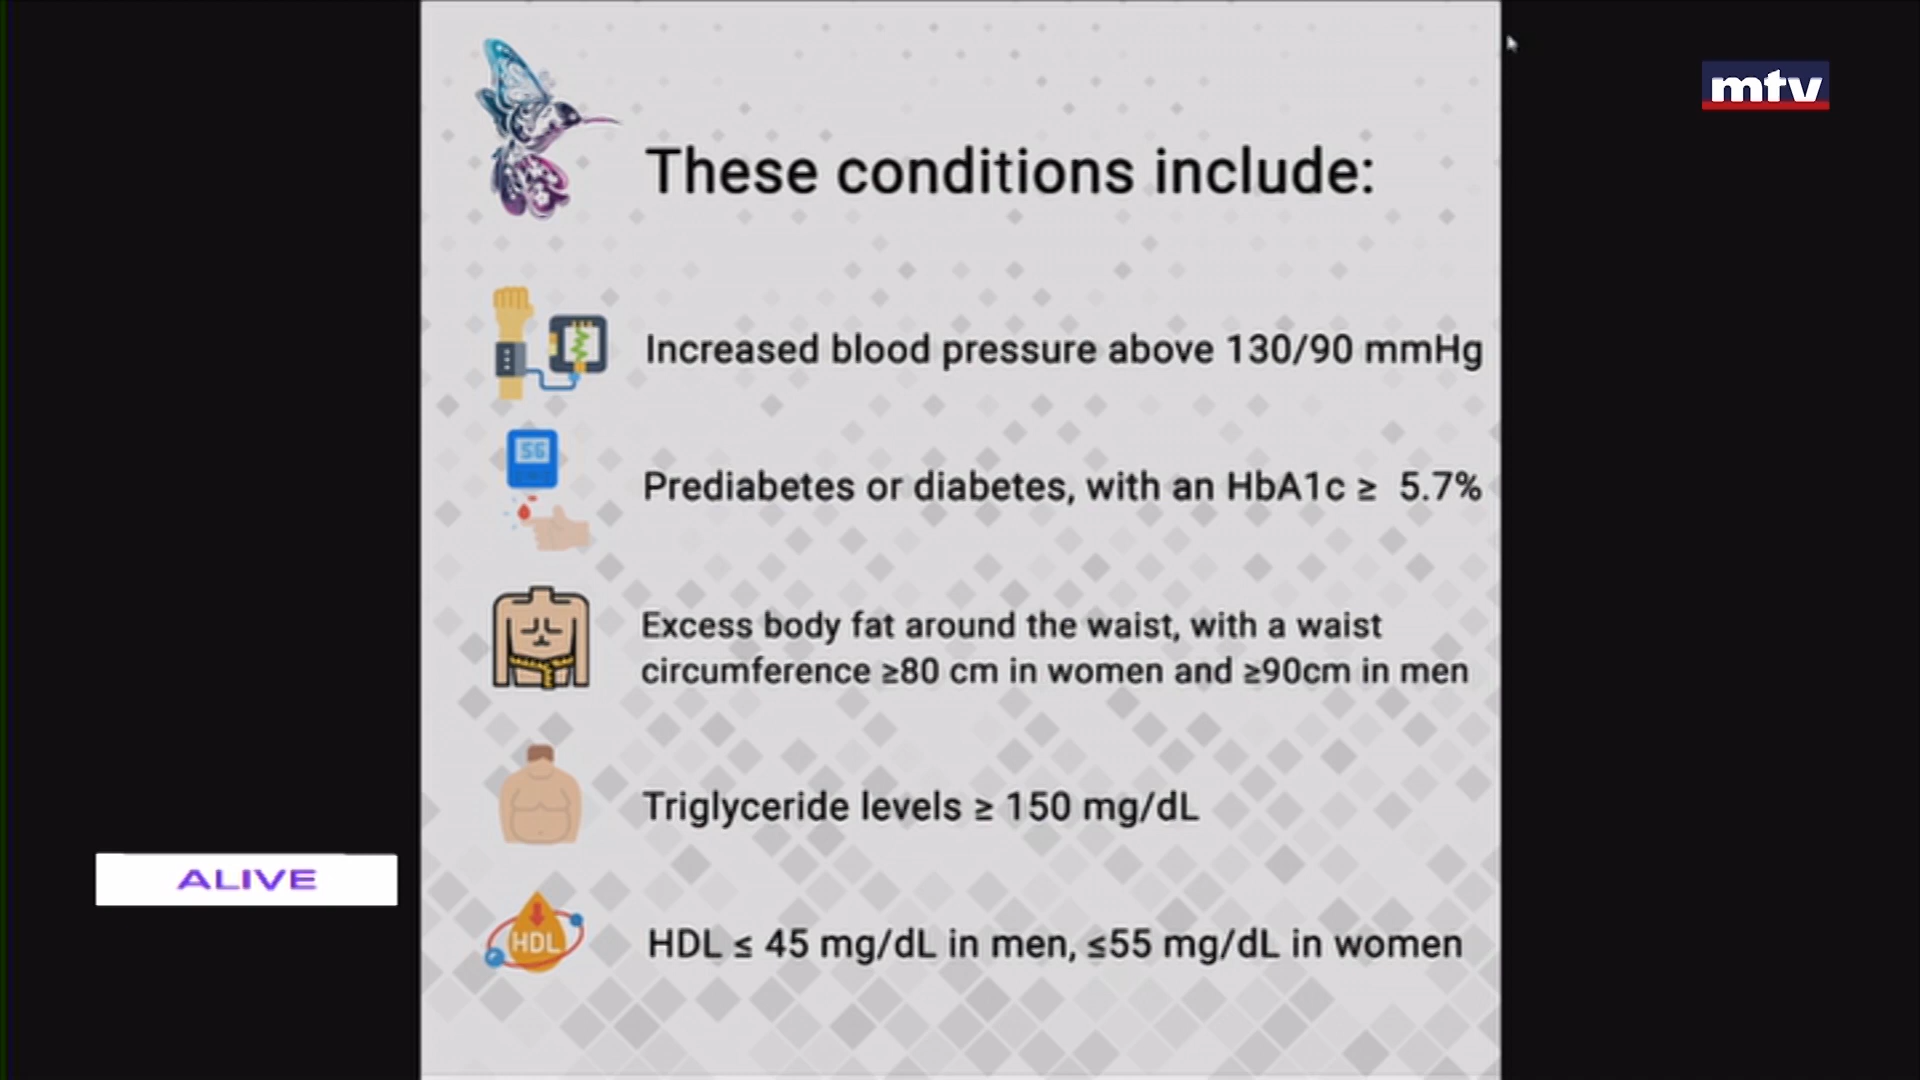 mtv
These conditions include:
Increased blood pressure above 130/90 mmHg
56
Prediabetes or diabetes, with an HbA1c ≥ 5.7%
Excess body fat around the waist, with a waist
circumference ≥80 cm in women and ≥90cm in men
Triglyceride levels ≥ 150 mg/dL
ALIVE
HDL
HDL ≤ 45 mg/dL in men, ≤55 mg/dL in women